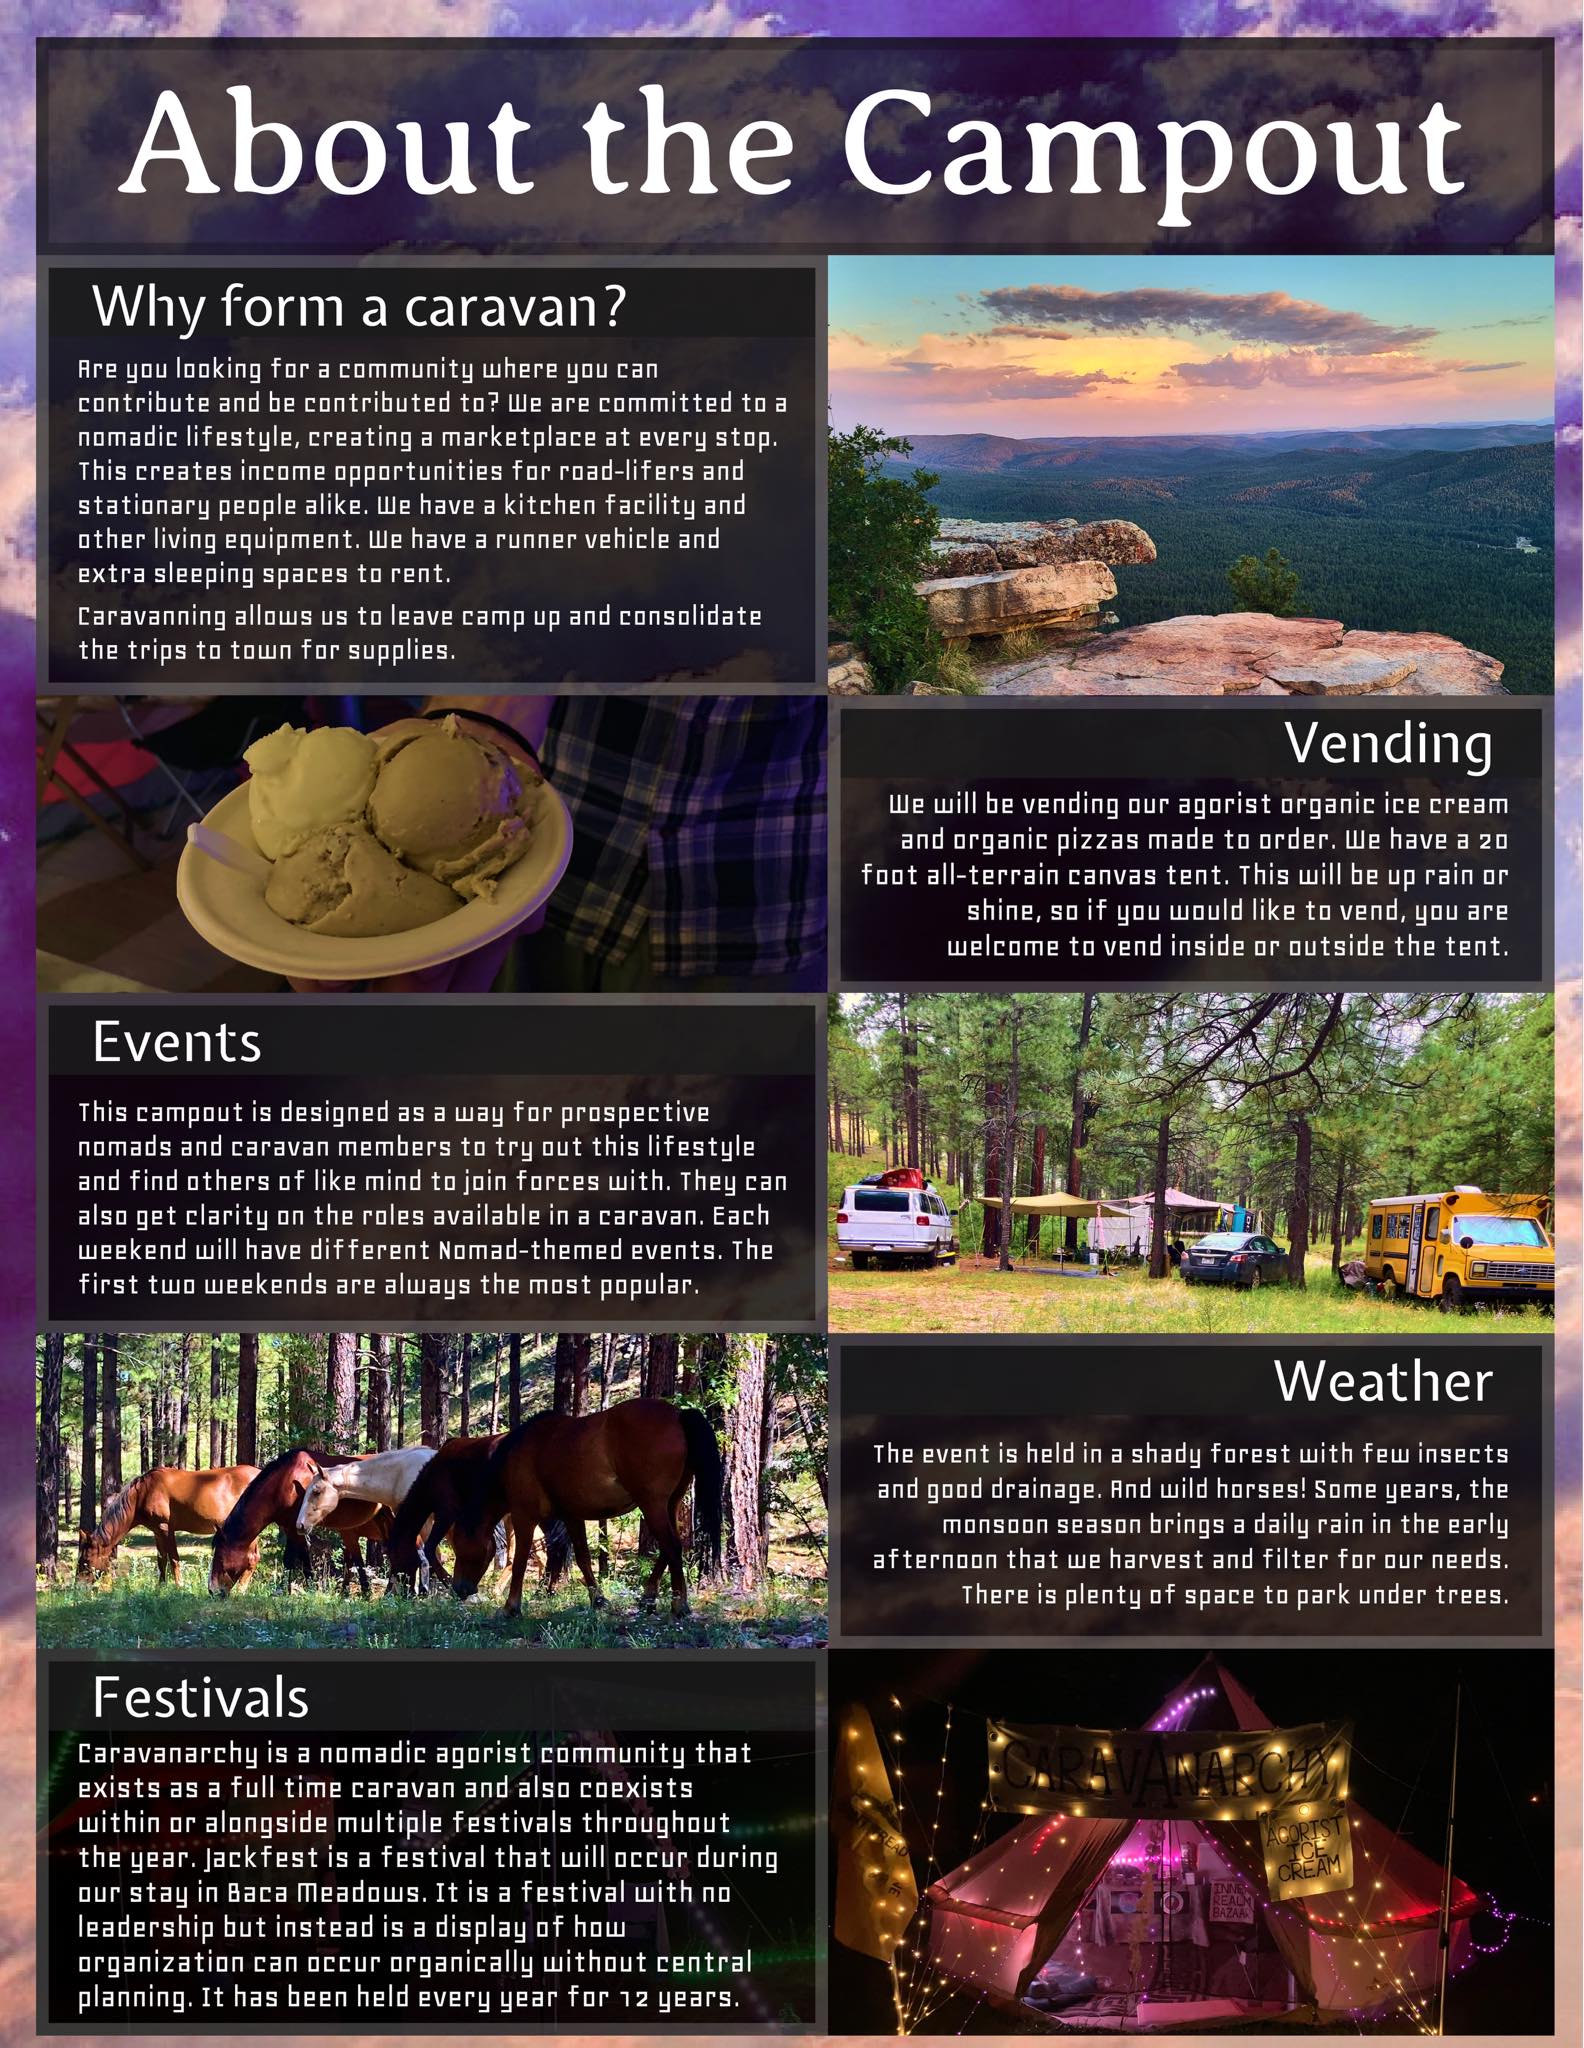 About the Campout
Why form a caravan?
Are you looking for a community where you can
contribute and be contributed to? We are committed to a
nomadic lifestyle, creating a marketplace at every stop.
This creates income opportunities for road-lifers and
stationary people alike. We have a kitchen facility and
other living equipment. We have a runner vehicle and
extra sleeping spaces to rent.
Caravanning allows us to leave camp up and consolidate
the trips to town for supplies.
Vending
We will be vending our agorist organic ice cream
and organic pizzas made to order. We have a 20
foot all-terrain canvas tent. This will be up rain or
shine, so if you would like to vend, you are
welcome to vend inside or outside the tent.
Events
This campout is designed as a way for prospective
nomads and caravan members to try out this lifestyle
and find others of like mind to join forces with. They can
also get clarity on the roles available in a caravan. Each
weekend will have different Nomad-themed events. The
first two weekends are always the most popular.
Weather
The event is held in a shady forest with few insects
and good drainage. And wild horses! Some years, the
monsoon season brings a daily rain in the early
afternoon that we harvest and filter for our needs.
There is plenty of space to park under trees.
Festivals
Caravanarchy is a nomadic agorist community that
exists as a full time caravan and also coexists
within or alongside multiple festivals throughout
the year. Jackfest is a festival that will occur during
our stay in Baca Meadows. It is a festival with no
leadership but instead is a display of how
organization can occur organically without central
planning. It has been held every year for 12 years.
CARAVANARCHY
AGORIST
ICE
CREAM
INNER
REALM
BAZAAR